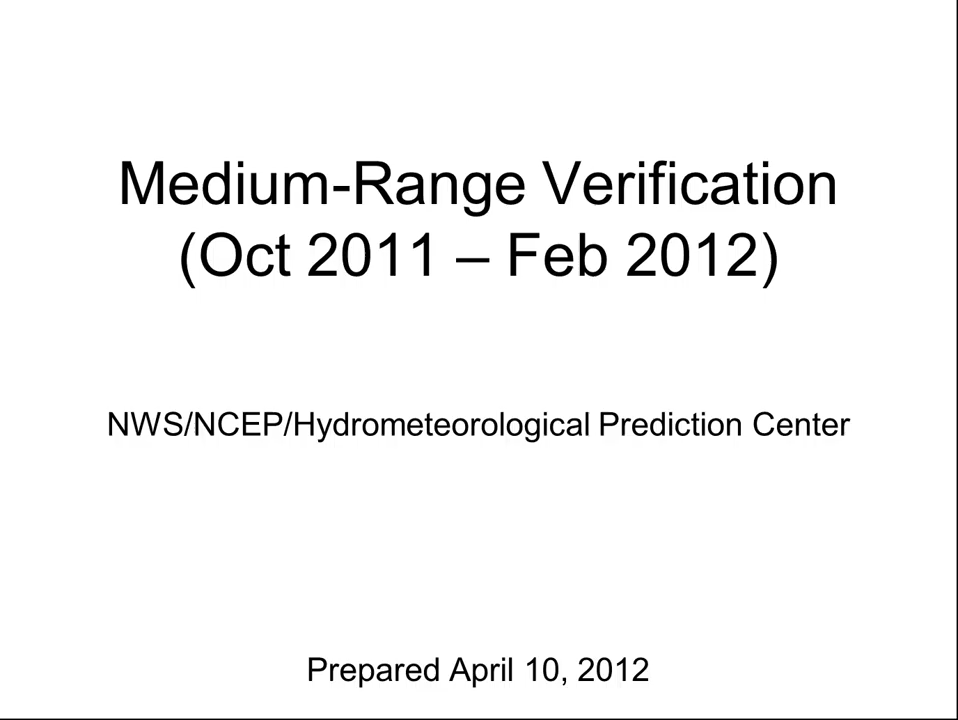 Medium-Range Verification
(Oct 2011 – Feb 2012)
NWS/NCEP/Hydrometeorological Prediction Center
Prepared April 10, 2012